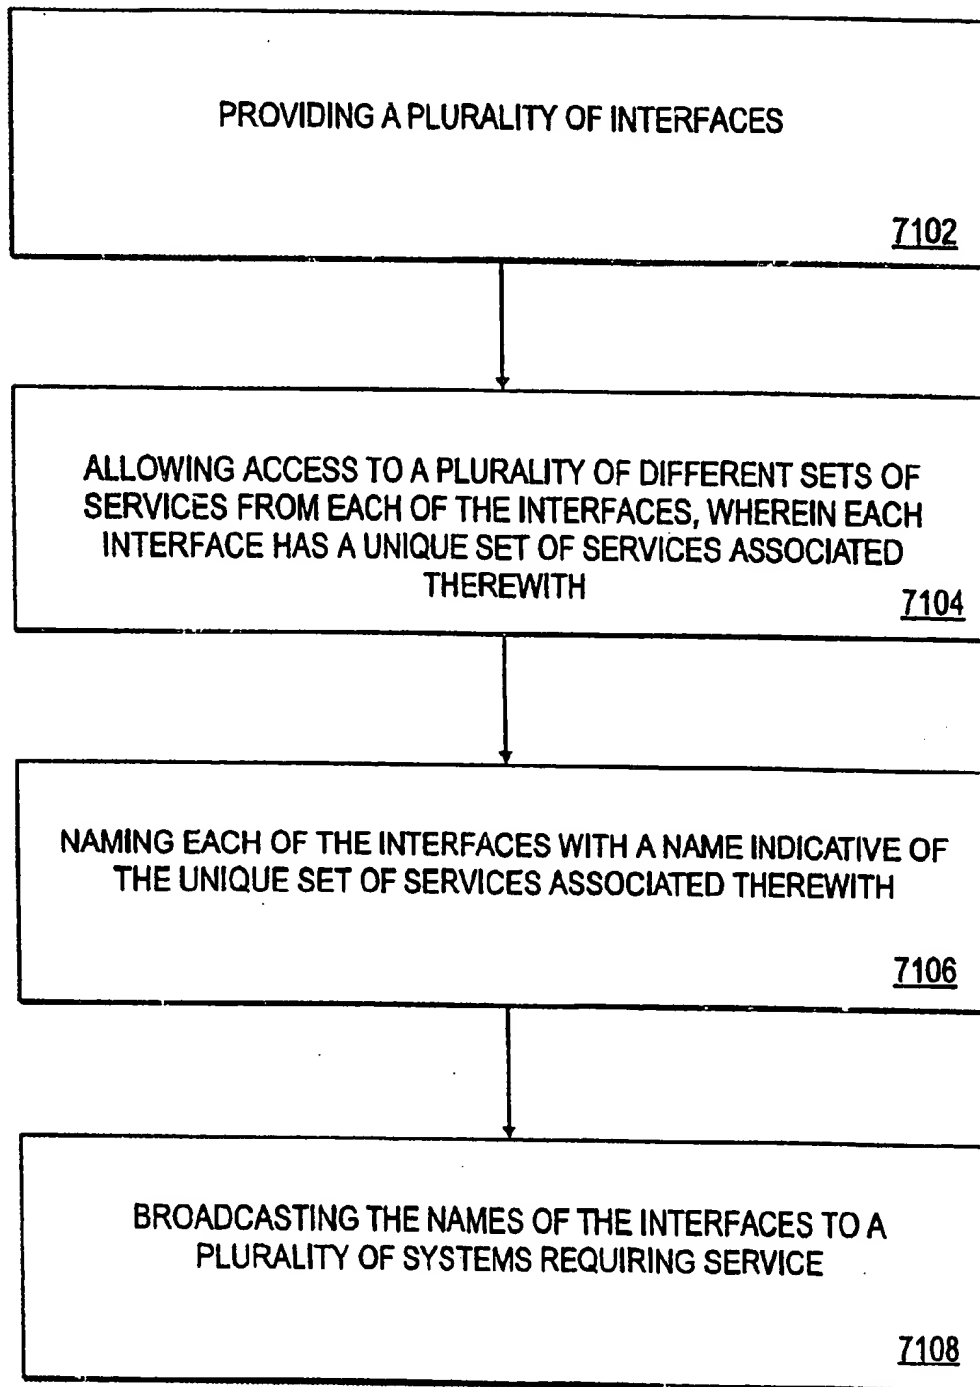 PROVIDING A PLURALITY OF INTERFACES
7102
ALLOWING ACCESS TO A PLURALITY OF DIFFERENT SETS OF
SERVICES FROM EACH OF THE INTERFACES, WHEREIN EACH
INTERFACE HAS A UNIQUE SET OF SERVICES ASSOCIATED
THEREWITH
7104
NAMING EACH OF THE INTERFACES WITH A NAME INDICATIVE OF
THE UNIQUE SET OF SERVICES ASSOCIATED THEREWITH
7106
BROADCASTING THE NAMES OF THE INTERFACES TO A
PLURALITY OF SYSTEMS REQUIRING SERVICE
7108